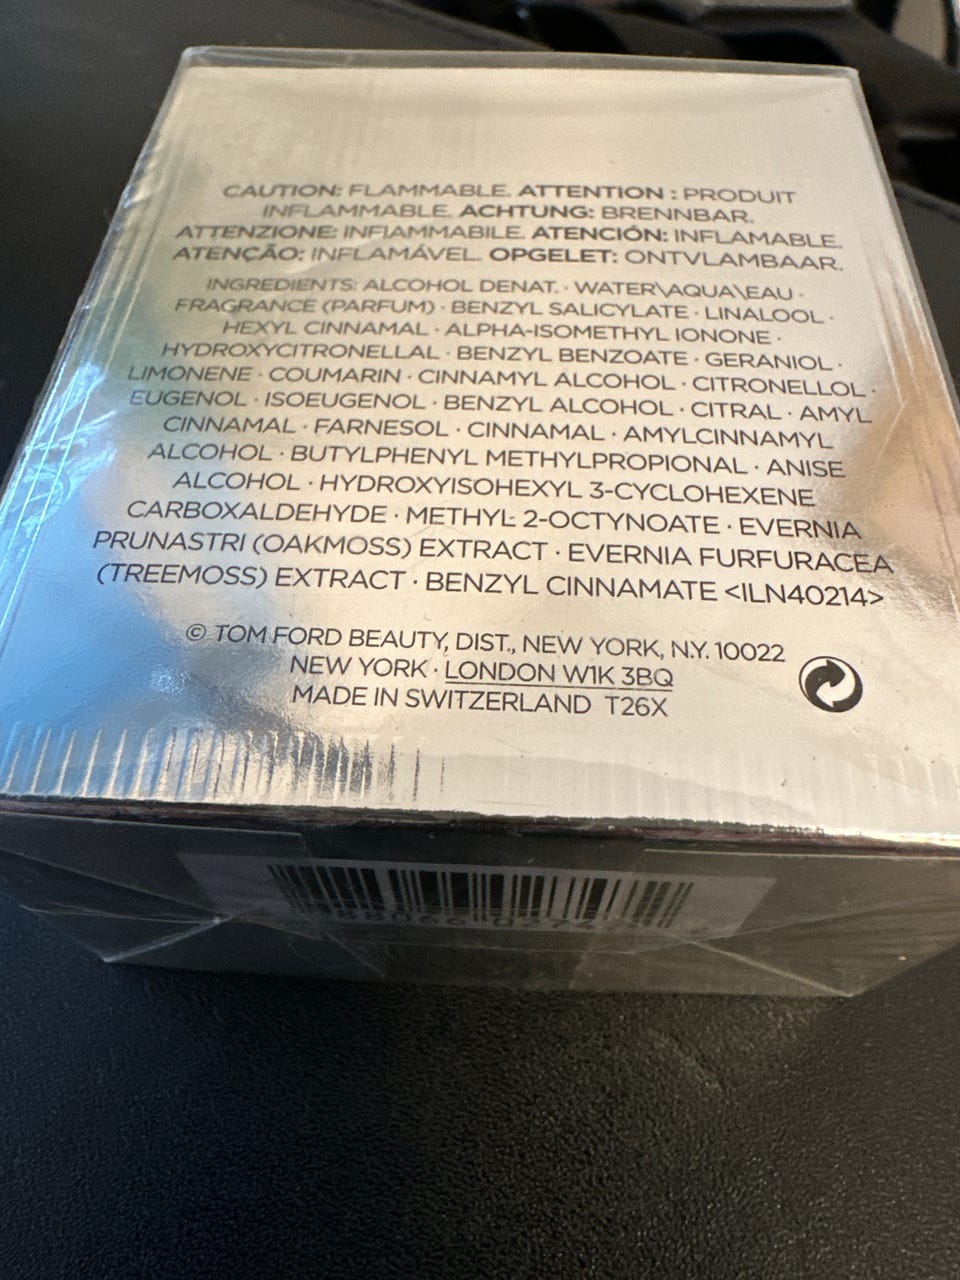 CAUTION: FLAMMABLE. ATTENTION : PRODUIT
INFLAMMABLE. ACHTUNG: BRENNBAR.
ATTENZIONE: INFIAMMABILE. ATENCIÓN: INFLAMABLE.
ATENÇÃO: INFLAMÁVEL. OPGELET: ONTVLAMBAAR.
INGREDIENTS: ALCOHOL DENAT. · WATER\AQUA\EAU ·
FRAGRANCE (PARFUM) · BENZYL SALICYLATE · LINALOOL ·
HEXYL CINNAMAL · ALPHA-ISOMETHYL IONONE ·
HYDROXYCITRONELLAL · BENZYL BENZOATE · GERANIOL ·
LIMONENE · COUMARIN · CINNAMYL ALCOHOL · CITRONELLOL ·
EUGENOL · ISOEUGENOL · BENZYL ALCOHOL · CITRAL · AMYL
CINNAMAL · FARNESOL · CINNAMAL · AMYLCINNAMYL
ALCOHOL · BUTYLPHENYL METHYLPROPIONAL · ANISE
ALCOHOL · HYDROXYISOHEXYL 3-CYCLOHEXENE
CARBOXALDEHYDE · METHYL 2-OCTYNOATE · EVERNIA
PRUNASTRI (OAKMOSS) EXTRACT · EVERNIA FURFURACEA
(TREEMOSS) EXTRACT · BENZYL CINNAMATE <ILN40214>
© TOM FORD BEAUTY, DIST., NEW YORK, N.Y. 10022
NEW YORK · LONDON W1K 3BQ
MADE IN SWITZERLAND T26X